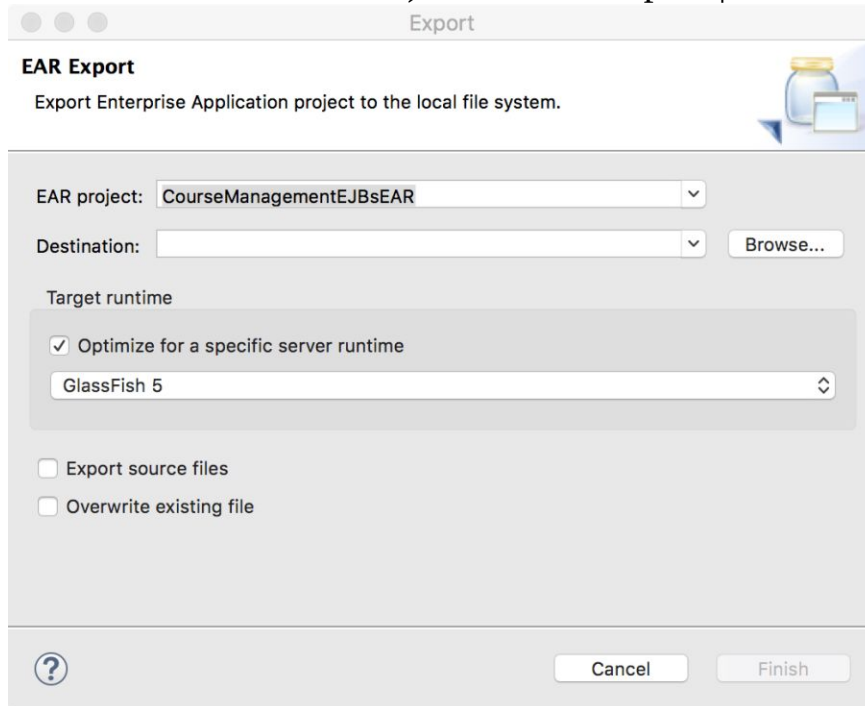 Export
EAR Export
Export Enterprise Application project to the local file system.
EAR project: CourseManagementEJBsEAR
Destination: Browse...
Target runtime
Optimize for a specific server runtime
GlassFish 5
Export source files
Overwrite existing file
? Cancel Finish